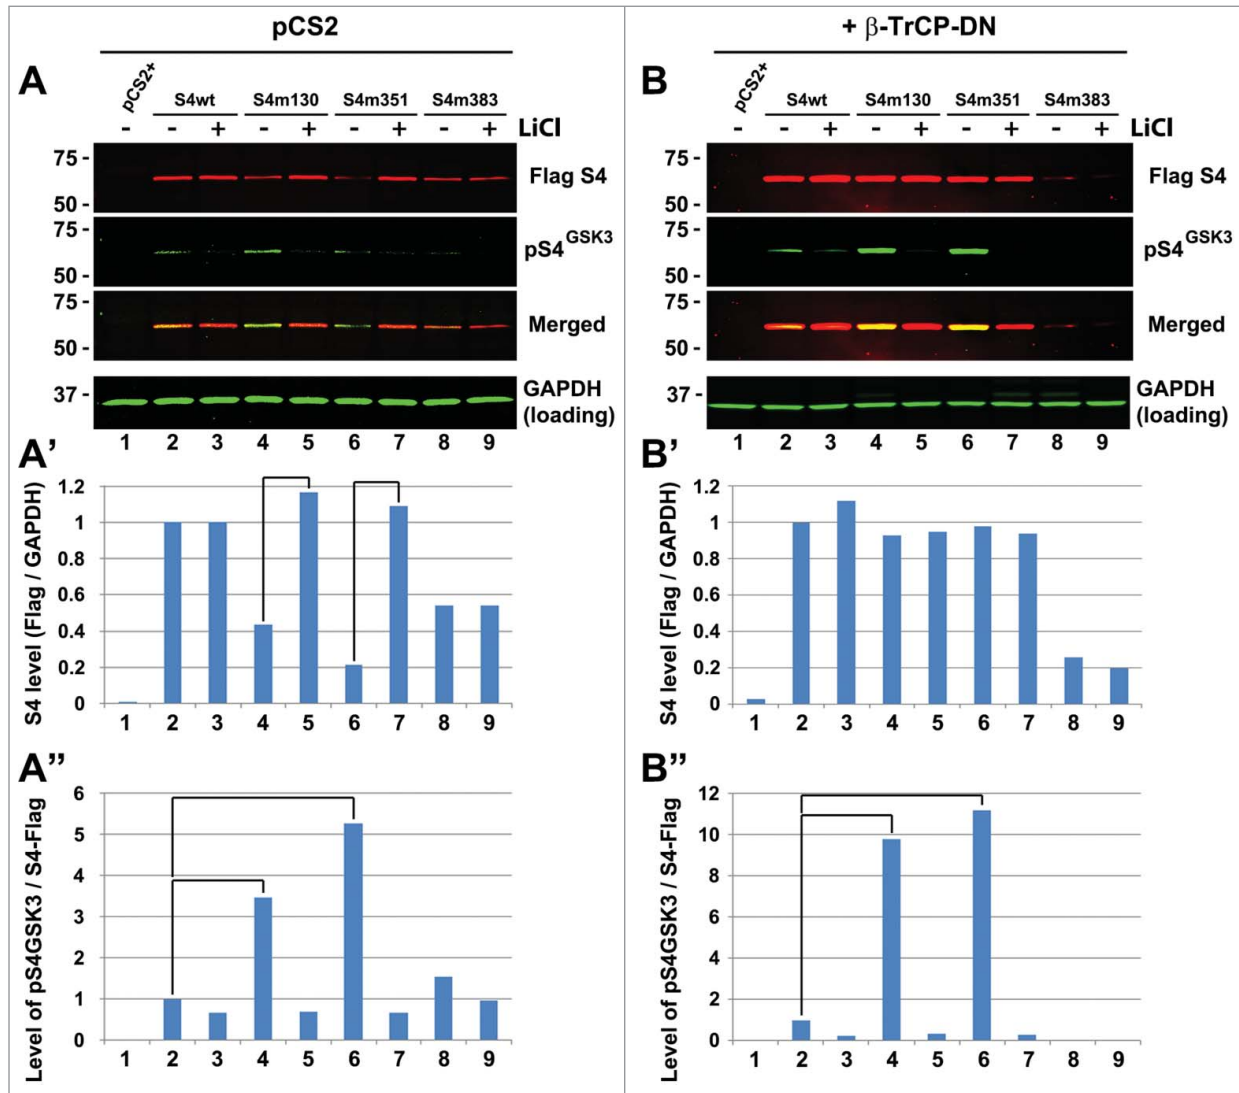 pCS2
A
pCS2+ S4wt S4m130 S4m351 S4m383
- - + - + - + - + LiCl
75 -
Flag S4
50 -
75 -
pS4GSK3
50 -
75 -
Merged
50 -
37 -
GAPDH
(loading)
1 2 3 4 5 6 7 8 9
A’
S4 level (Flag / GAPDH)
1.2
1
0.8
0.6
0.4
0.2
0
1 2 3 4 5 6 7 8 9
A”
Level of pS4GSK3 / S4-Flag
6
5
4
3
2
1
0
1 2 3 4 5 6 7 8 9
+ β-TrCP-DN
B
pCS2+ S4wt S4m130 S4m351 S4m383
- - + - + - + - + LiCl
75 -
Flag S4
50 -
75 -
pS4GSK3
50 -
75 -
Merged
50 -
37 -
GAPDH
(loading)
1 2 3 4 5 6 7 8 9
B’
S4 level (Flag / GAPDH)
1.2
1
0.8
0.6
0.4
0.2
0
1 2 3 4 5 6 7 8 9
B”
Level of pS4GSK3 / S4-Flag
12
10
8
6
4
2
0
1 2 3 4 5 6 7 8 9